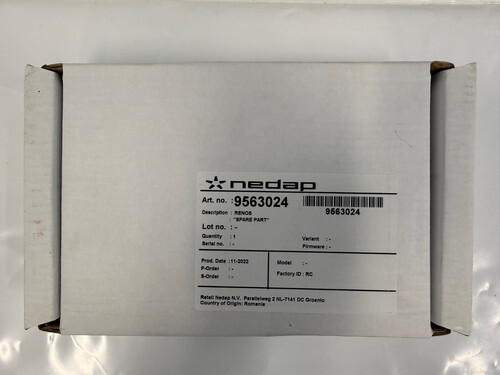 nedap
Art. no. : 9563024
9563024
Description : RENOS
: "SPARE PART"
Lot no. : -
Quantity : 1
Variant : -
Serial no. : -
Firmware : -
Prod. Date : 11-2022
Model : -
P-Order : -
Factory ID : RC
S-Order : -
Retail Nedap N.V. Parallelweg 2 NL-7141 DC Groenlo
Country of Origin: Romania